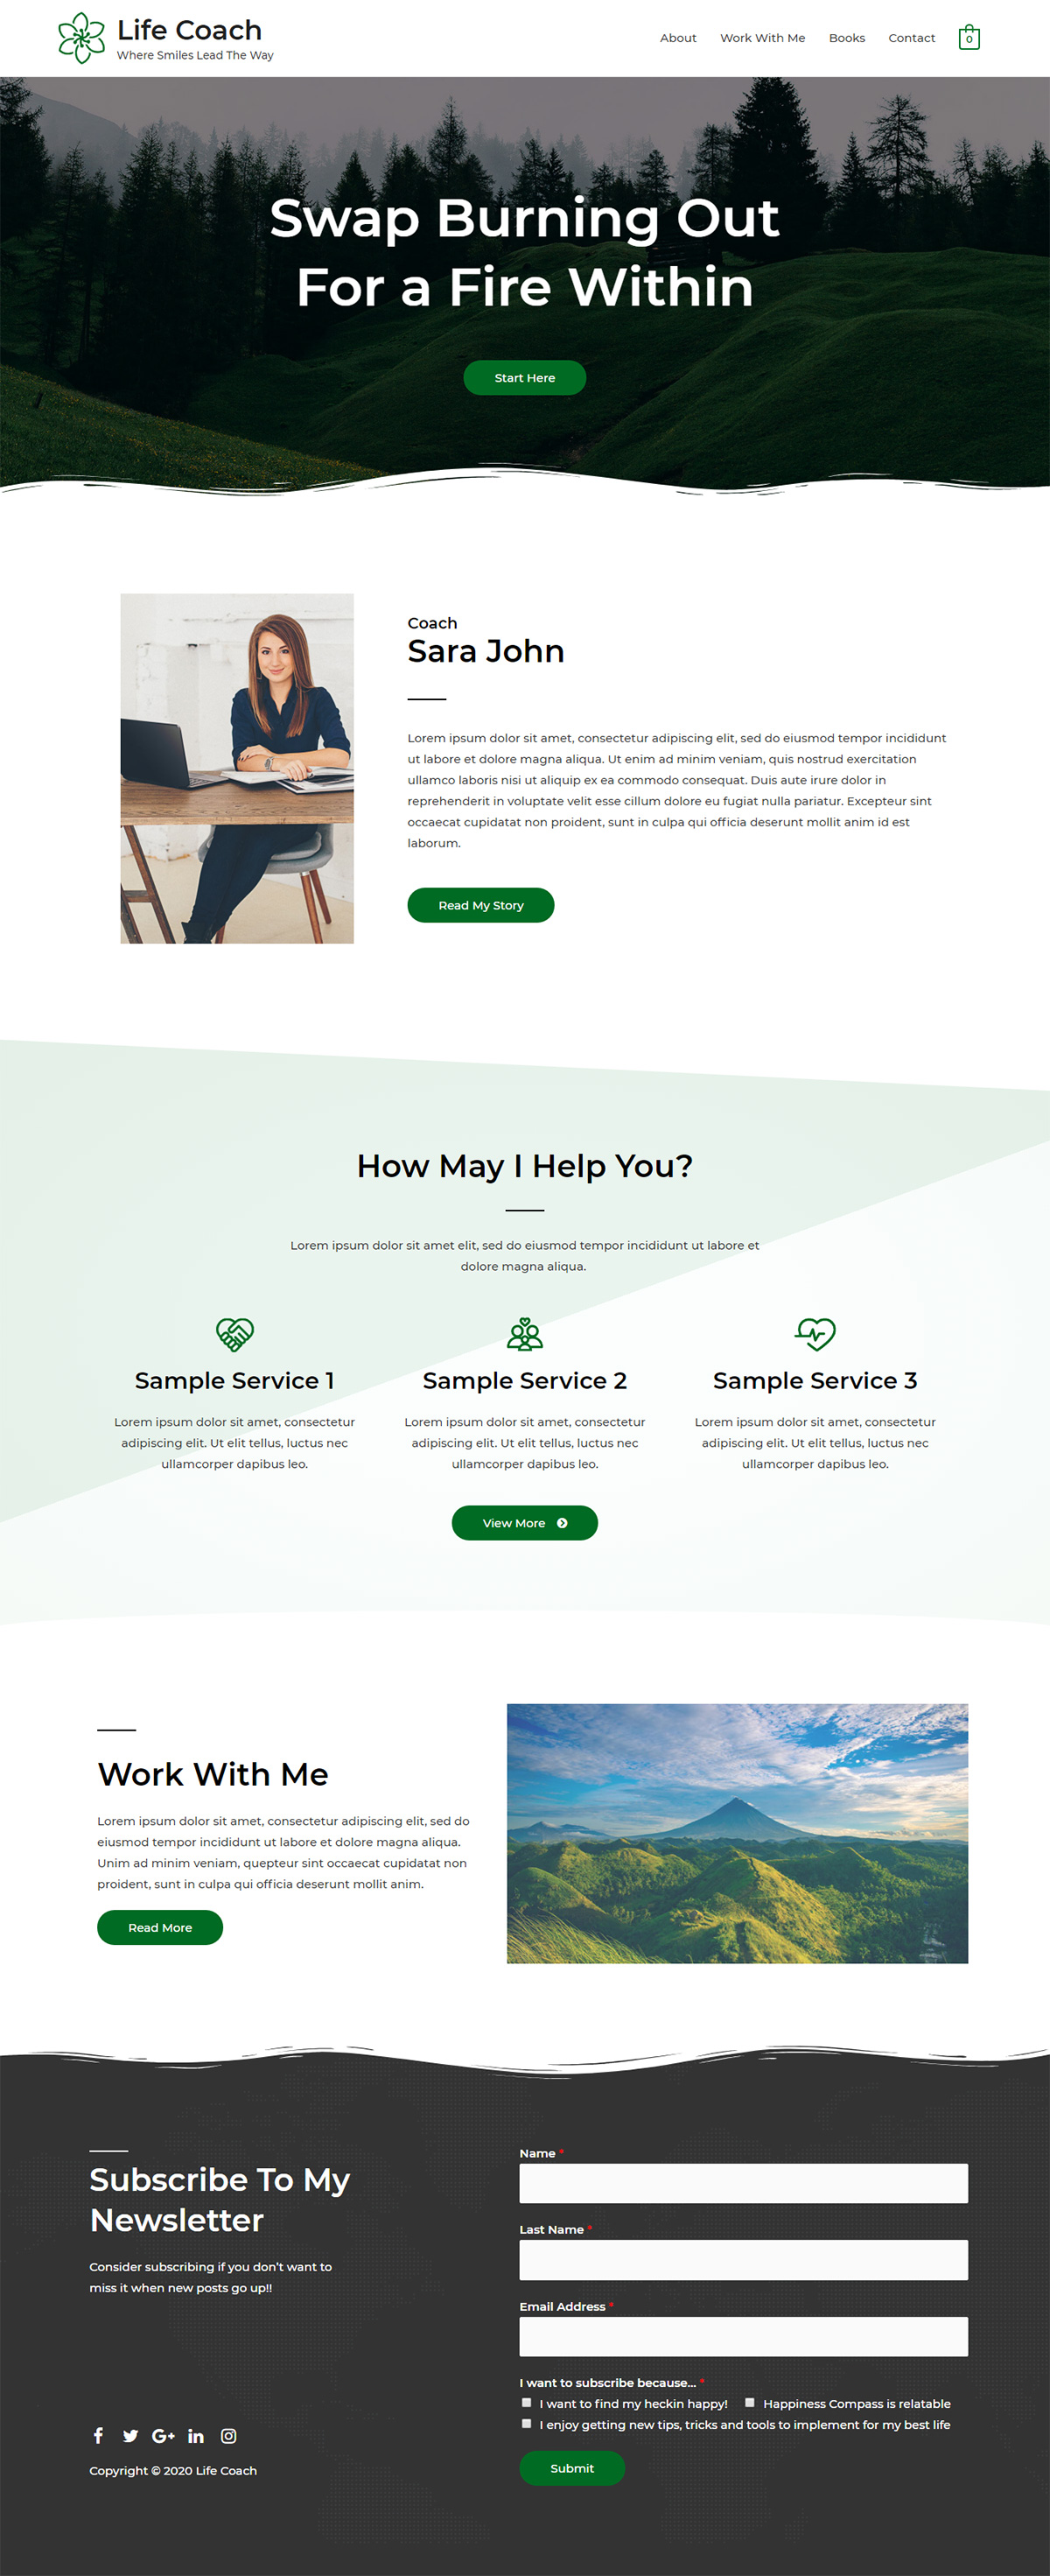 Life Coach
Where Smiles Lead The Way
About
Work With Me
Books
Contact
0
Swap Burning Out
For a Fire Within
Start Here
Coach
Sara John
Lorem ipsum dolor sit amet, consectetur adipiscing elit, sed do eiusmod tempor incididunt
ut labore et dolore magna aliqua. Ut enim ad minim veniam, quis nostrud exercitation
ullamco laboris nisi ut aliquip ex ea commodo consequat. Duis aute irure dolor in
reprehenderit in voluptate velit esse cillum dolore eu fugiat nulla pariatur. Excepteur sint
occaecat cupidatat non proident, sunt in culpa qui officia deserunt mollit anim id est
laborum.
Read My Story
How May I Help You?
Lorem ipsum dolor sit amet elit, sed do eiusmod tempor incididunt ut labore et
dolore magna aliqua.
Sample Service 1
Lorem ipsum dolor sit amet, consectetur
adipiscing elit. Ut elit tellus, luctus nec
ullamcorper dapibus leo.
Sample Service 2
Lorem ipsum dolor sit amet, consectetur
adipiscing elit. Ut elit tellus, luctus nec
ullamcorper dapibus leo.
Sample Service 3
Lorem ipsum dolor sit amet, consectetur
adipiscing elit. Ut elit tellus, luctus nec
ullamcorper dapibus leo.
View More
Work With Me
Lorem ipsum dolor sit amet, consectetur adipiscing elit, sed do
eiusmod tempor incididunt ut labore et dolore magna aliqua.
Unim ad minim veniam, quepteur sint occaecat cupidatat non
proident, sunt in culpa qui officia deserunt mollit anim.
Read More
Subscribe To My
Newsletter
Consider subscribing if you don't want to
miss it when new posts go up!!
Copyright © 2020 Life Coach
Name *
Last Name *
Email Address *
I want to subscribe because... *
I want to find my heckin happy!
Happiness Compass is relatable
I enjoy getting new tips, tricks and tools to implement for my best life
Submit